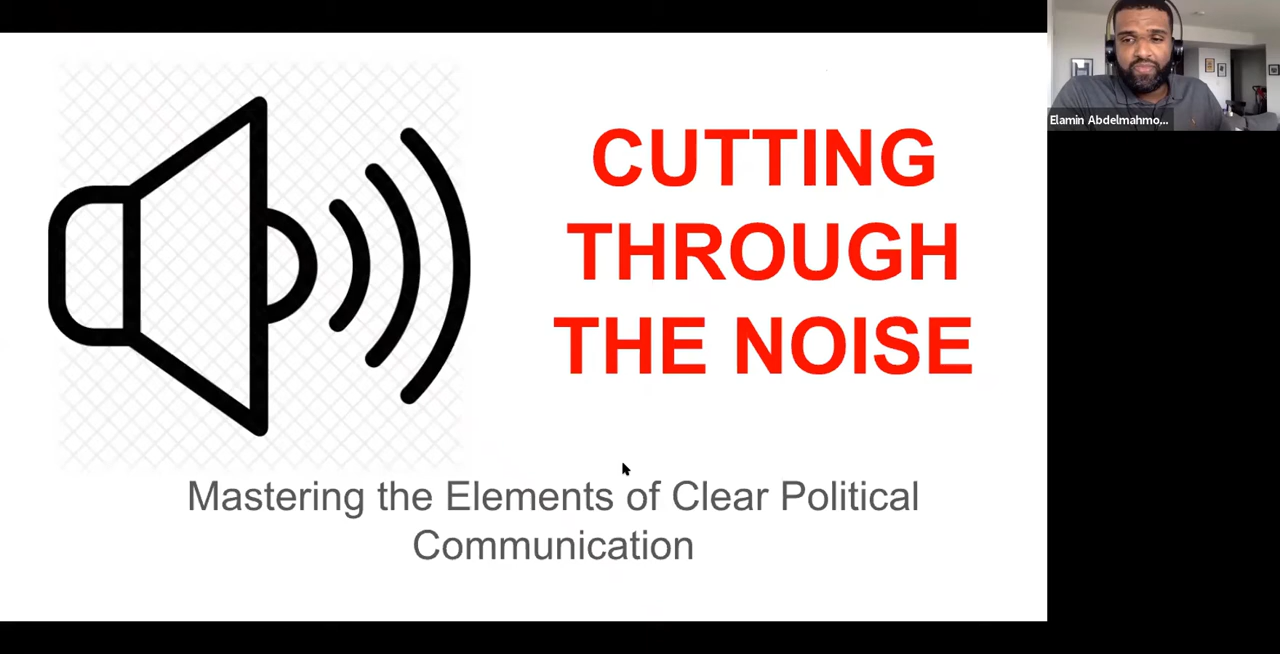 CUTTING
THROUGH
THE NOISE
Mastering the Elements of Clear Political
Communication
Elamin Abdelmahmo...